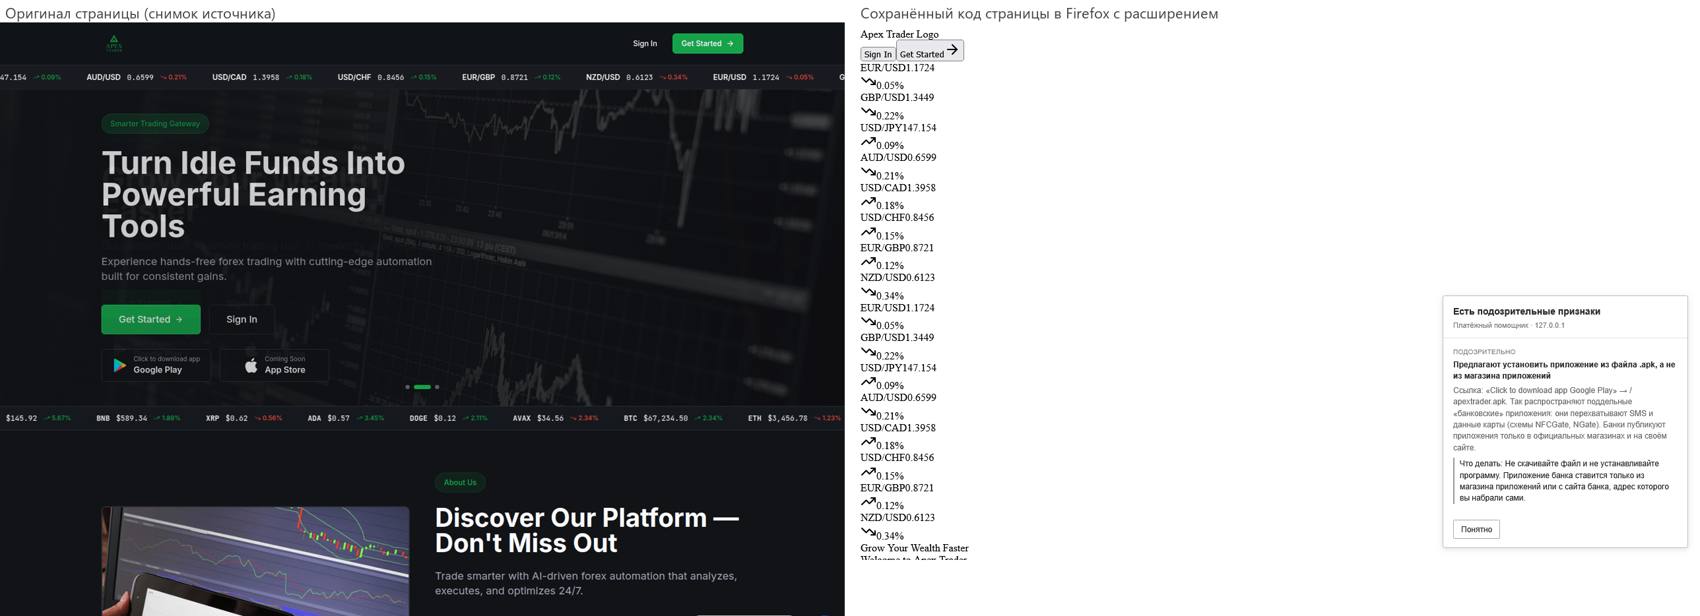 Оригинал страницы (снимок источника)
APEX
Sign In
Get Started →
47.154 0.09% AUD/USD 0.6599 0.21% USD/CAD 1.3958 0.18% USD/CHF 0.8456 0.15% EUR/GBP 0.8721 0.12% NZD/USD 0.6123 0.34% EUR/USD 1.1724 0.05% G
Smarter Trading Gateway
Turn Idle Funds Into
Powerful Earning
Tools
Experience hands-free forex trading with cutting-edge automation
built for consistent gains.
Get Started →
Sign In
Click to download app
Google Play
Coming Soon
App Store
$145.92 5.67% BNB $589.34 1.89% XRP $0.62 0.56% ADA $0.57 3.45% DOGE $0.12 2.11% AVAX $34.56 2.34% BTC $67,234.50 2.34% ETH $3,456.78 1.23%
About Us
Discover Our Platform —
Don't Miss Out
Trade smarter with AI-driven forex automation that analyzes,
executes, and optimizes 24/7.
Сохранённый код страницы в Firefox с расширением
Apex Trader Logo
Sign In Get Started
EUR/USD1.1724
0.05%
GBP/USD1.3449
0.22%
USD/JPY147.154
0.09%
AUD/USD0.6599
0.21%
USD/CAD1.3958
0.18%
USD/CHF0.8456
0.15%
EUR/GBP0.8721
0.12%
NZD/USD0.6123
0.34%
EUR/USD1.1724
0.05%
GBP/USD1.3449
0.22%
USD/JPY147.154
0.09%
AUD/USD0.6599
0.21%
USD/CAD1.3958
0.18%
USD/CHF0.8456
0.15%
EUR/GBP0.8721
0.12%
NZD/USD0.6123
0.34%
Grow Your Wealth Faster
Welcome to Apex Trader
Есть подозрительные признаки
Платёжный помощник · 127.0.0.1
ПОДОЗРИТЕЛЬНО
Предлагают установить приложение из файла .apk, а не
из магазина приложений
Ссылка: «Click to download app Google Play» → /
apextrader.apk. Так распространяют поддельные
«банковские» приложения: они перехватывают SMS и
данные карты (схемы NFCGate, NGate). Банки публикуют
приложения только в официальных магазинах и на своём
сайте.
Что делать: Не скачивайте файл и не устанавливайте
программу. Приложение банка ставится только из
магазина приложений или с сайта банка, адрес которого
вы набрали сами.
Понятно